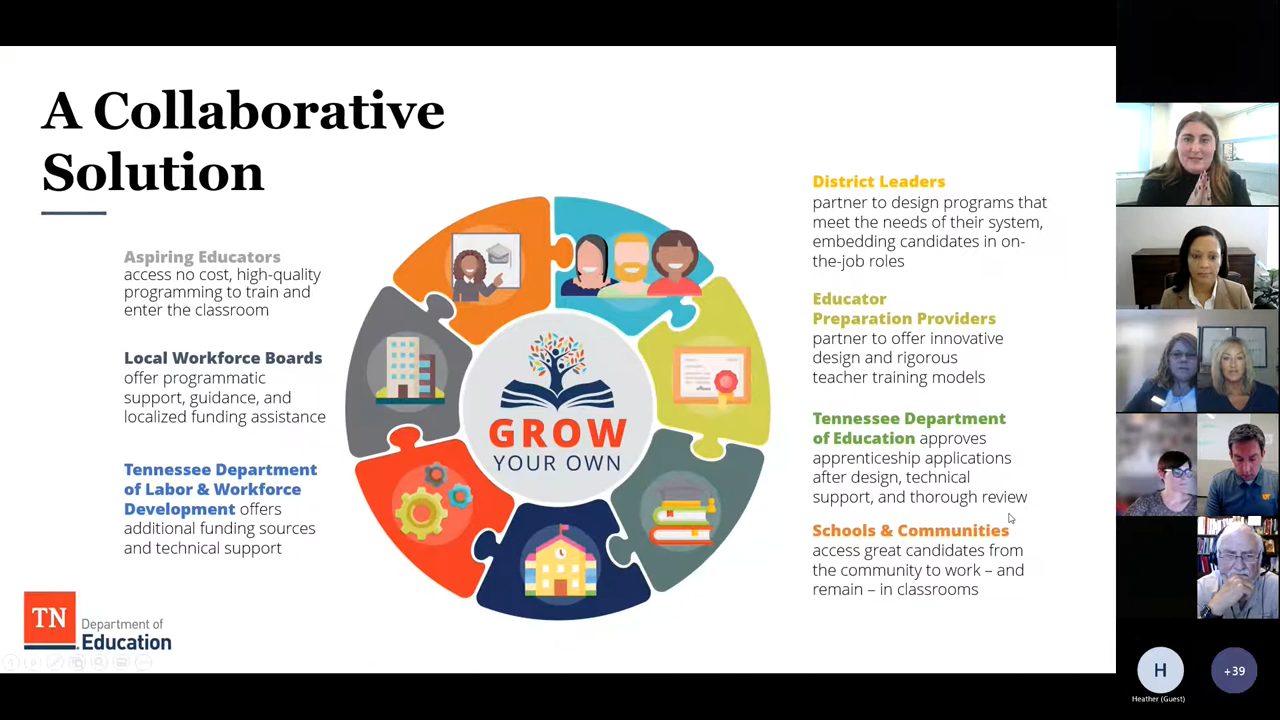 A Collaborative
Solution
Aspiring Educators
access no cost, high-quality
programming to train and
enter the classroom
Local Workforce Boards
offer programmatic
support, guidance, and
localized funding assistance
Tennessee Department
of Labor & Workforce
Development offers
additional funding sources
and technical support
GROW
YOUR OWN
District Leaders
partner to design programs that
meet the needs of their system,
embedding candidates in on-
the-job roles
Educator
Preparation Providers
partner to offer innovative
design and rigorous
teacher training models
Tennessee Department
of Education approves
apprenticeship applications
after design, technical
support, and thorough review
Schools & Communities
access great candidates from
the community to work – and
remain – in classrooms
TN
Department of
Education
H
+39
Heather (Guest)